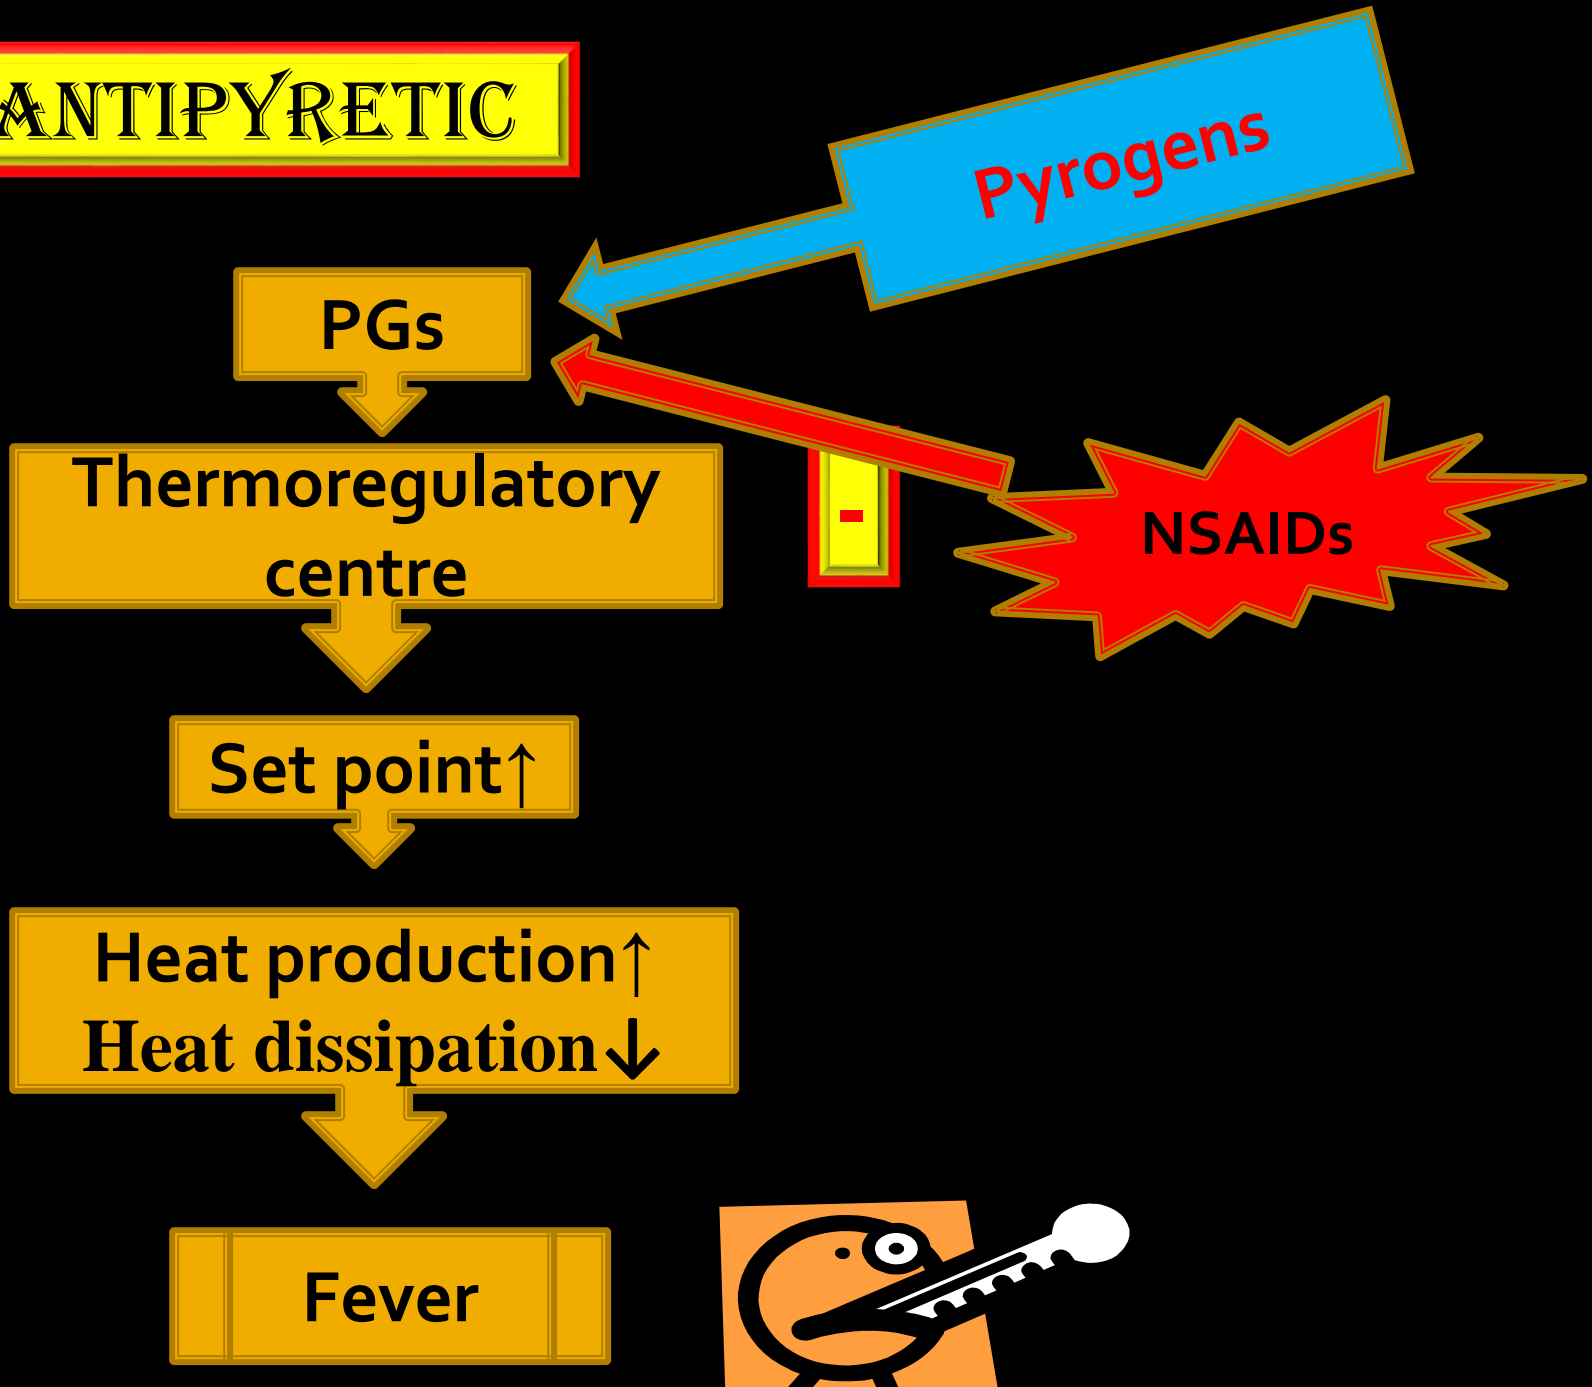 ANTIPYRETIC
Pyrogens
PGs
Thermoregulatory
centre
-
NSAIDs
Set point↑
Heat production↑
Heat dissipation↓
Fever